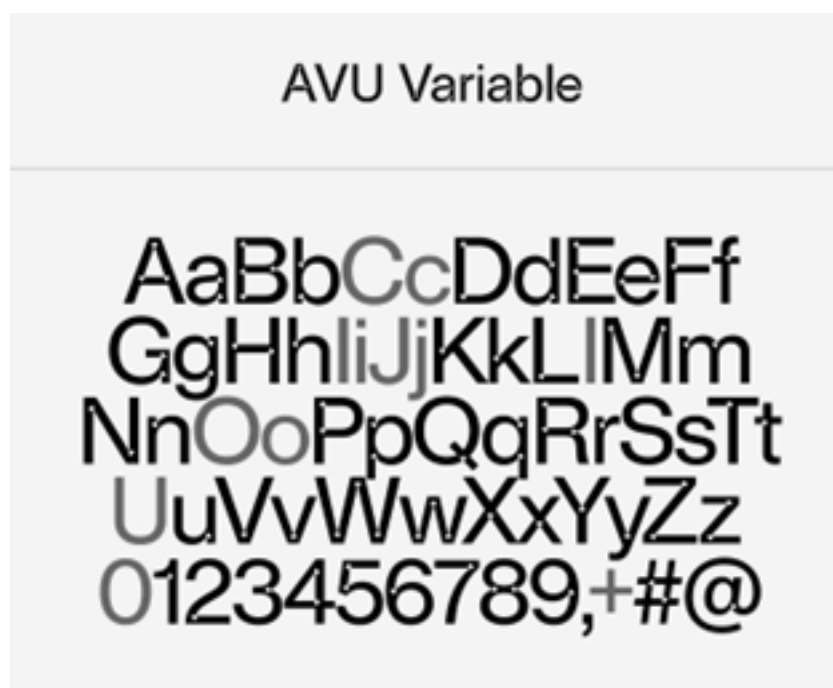 AVU Variable
AaBbCcDdEeFf
GgHhIiJjKkLlMm
NnOoPpQqRrSsTt
UuVvWwXxYyZz
0123456789,+#@